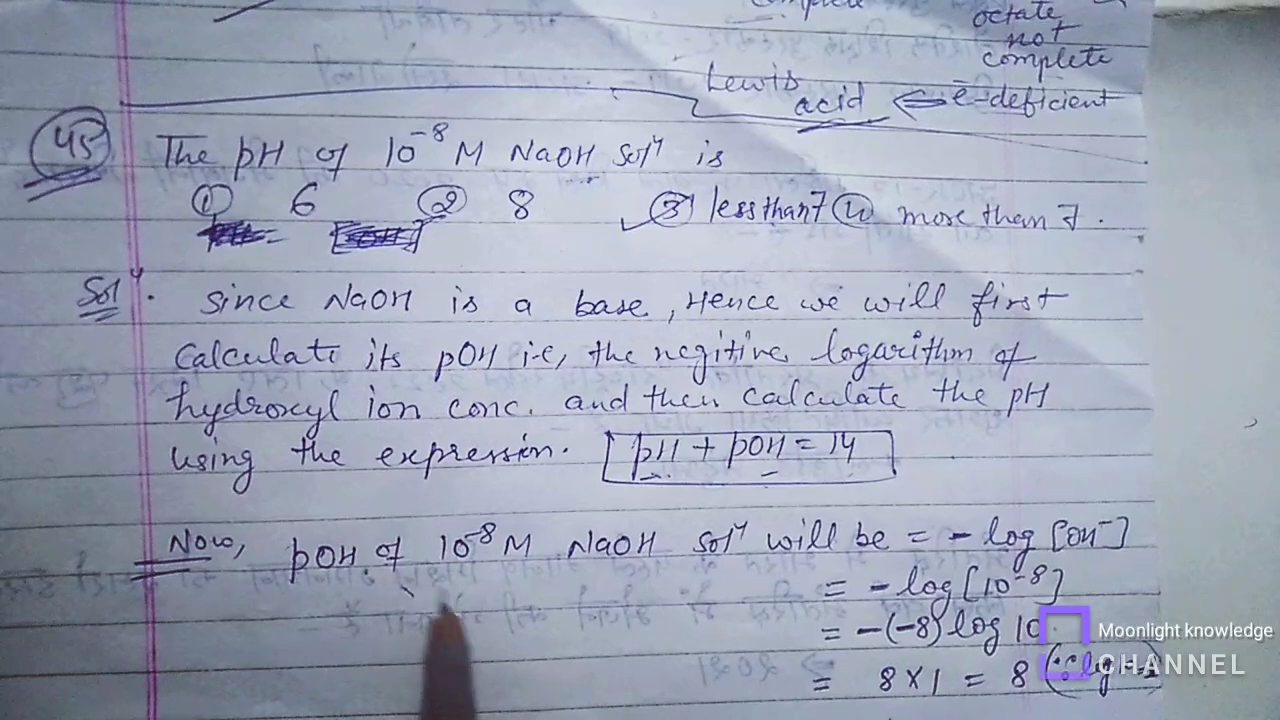 complete
octate
not
complete
Lewis
acid ⇐ e-deficient
45 The pH of 10⁻⁸ M NaOH Solⁿ is
① 6 ② 8 ③ less than 7 ④ more than 7.
Solⁿ. Since NaOH is a base, Hence we will first
Calculate its pOH i.e, the negitive logarithm of
hydroxyl ion conc. and then calculate the pH
using the expression. pH + pOH = 14
Now, pOH of 10⁻⁸ M NaOH Solⁿ will be = - log [OH⁻]
= - log [10⁻⁸]
= -(-8) log 10
= 8 × 1 = 8 (∵ log
Moonlight knowledge
CHANNEL